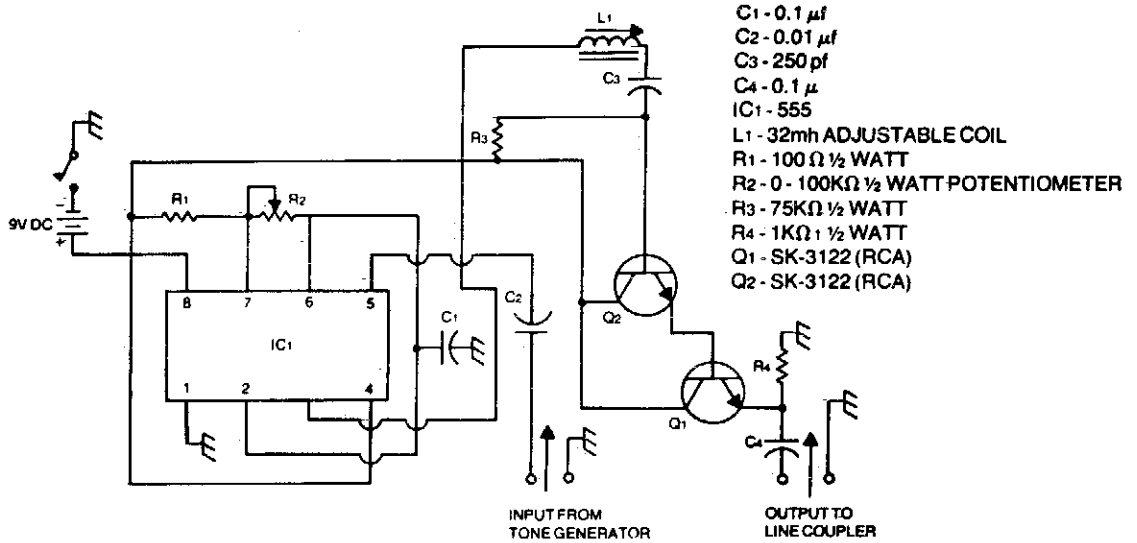 C1 - 0.1 µf
C2 - 0.01 µf
C3 - 250 pf
C4 - 0.1 µ
IC1 - 555
L1 - 32mh ADJUSTABLE COIL
R1 - 100 Ω ½ WATT
R2 - 0 - 100KΩ ½ WATT POTENTIOMETER
R3 - 75KΩ ½ WATT
R4 - 1KΩ1 ½ WATT
Q1 - SK-3122 (RCA)
Q2 - SK-3122 (RCA)
L1
C3
R3
R1
R2
9V DC
-
+
8
7
6
5
C2
C1
IC1
1
2
4
Q2
Q1
R4
C4
INPUT FROM
TONE GENERATOR
OUTPUT TO
LINE COUPLER